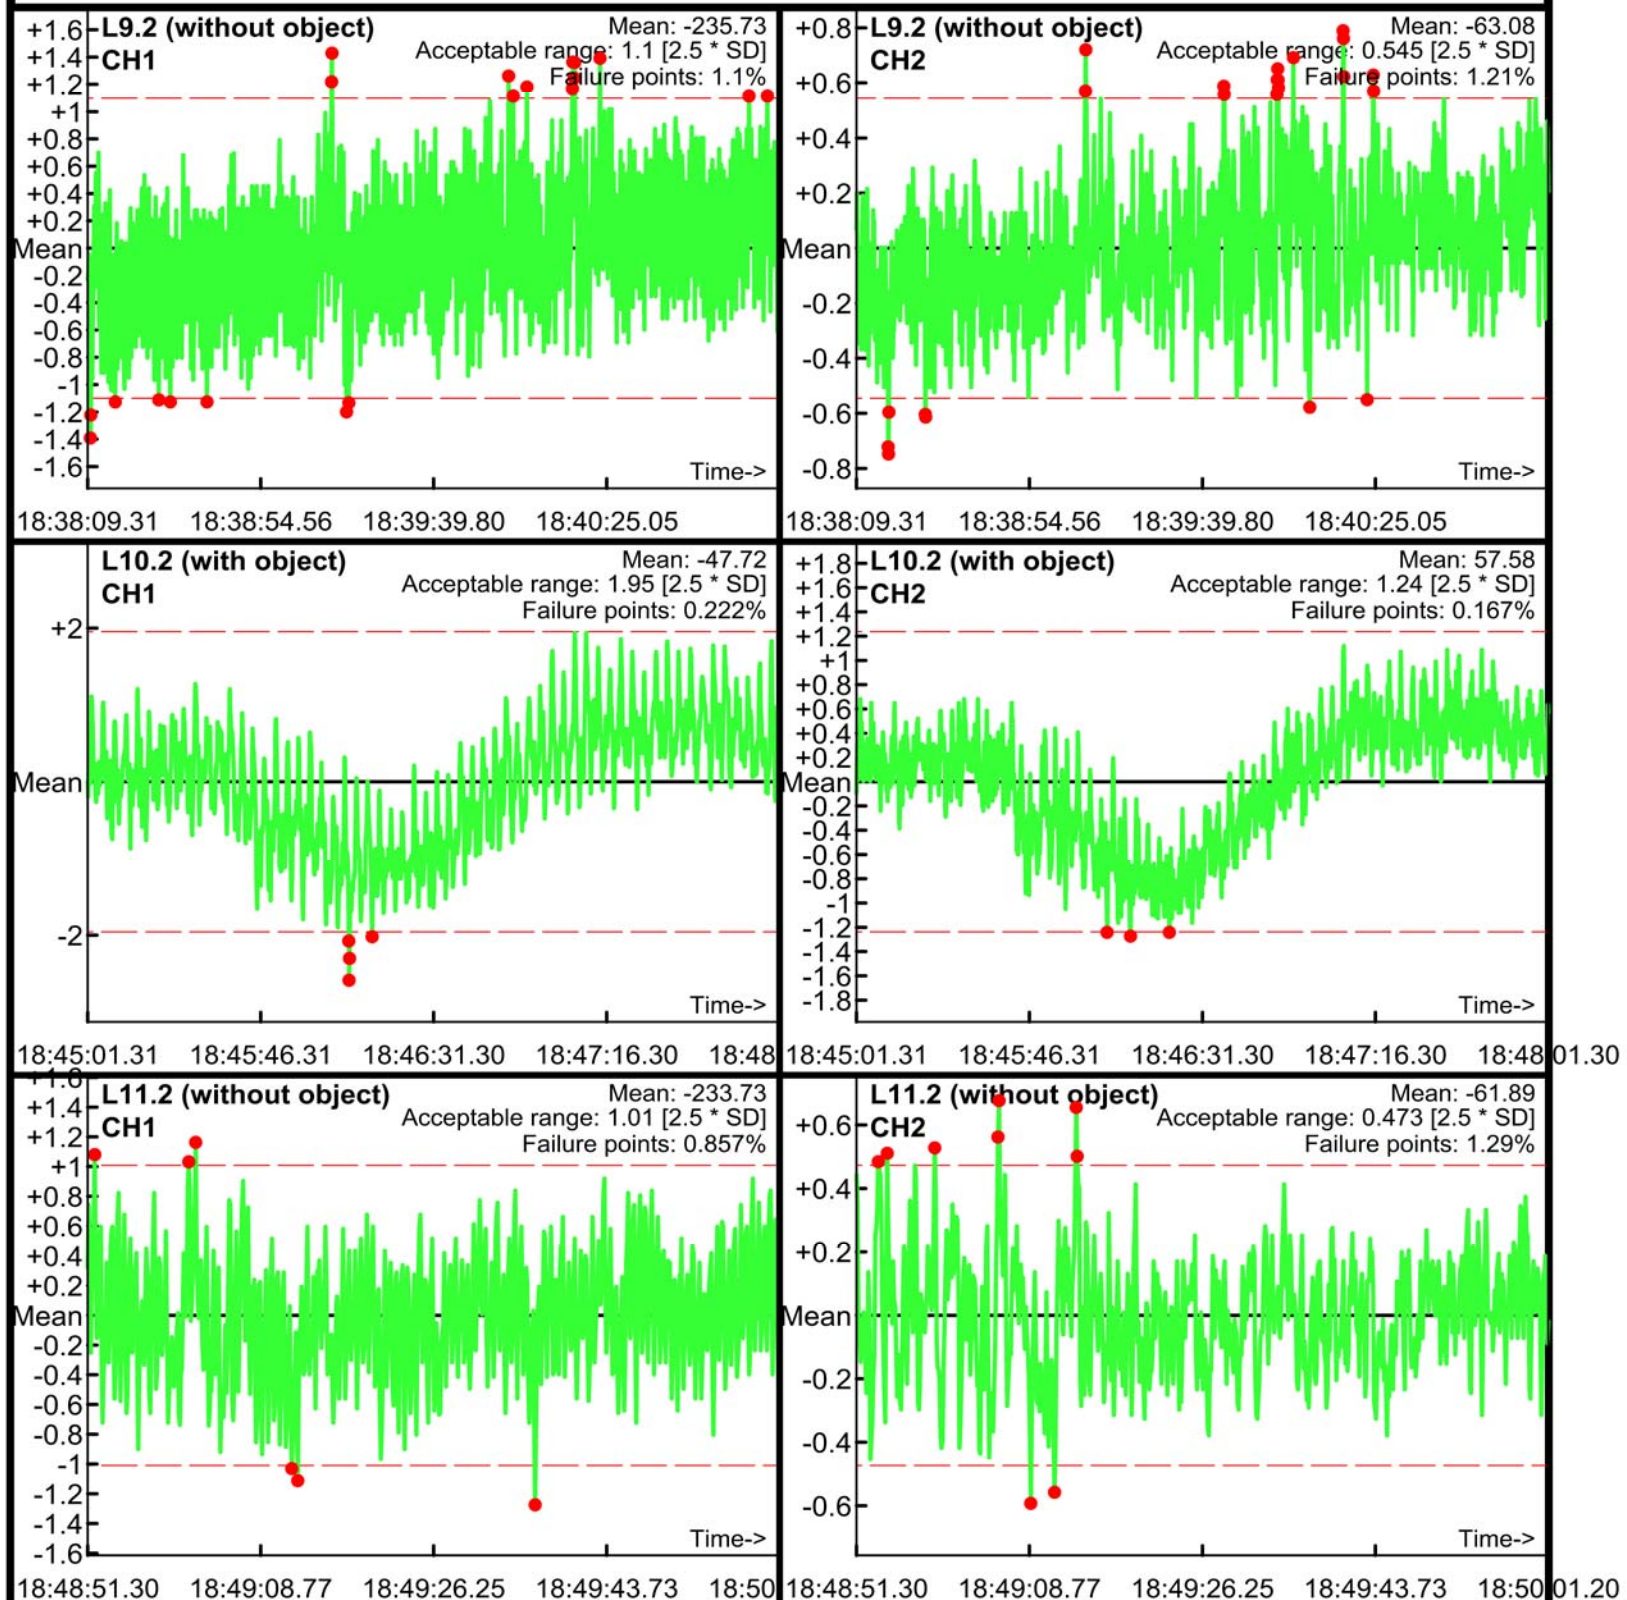 L9.2 (without object)
CH1
Mean: -235.73
Acceptable range: 1.1 [2.5 * SD]
Failure points: 1.1%
+1.6
+1.4
+1.2
+1
+0.8
+0.6
+0.4
+0.2
Mean
-0.2
-0.4
-0.6
-0.8
-1
-1.2
-1.4
-1.6
Time->
18:38:09.31 18:38:54.56 18:39:39.80 18:40:25.05
L9.2 (without object)
CH2
Mean: -63.08
Acceptable range: 0.545 [2.5 * SD]
Failure points: 1.21%
+0.8
+0.6
+0.4
+0.2
Mean
-0.2
-0.4
-0.6
-0.8
Time->
18:38:09.31 18:38:54.56 18:39:39.80 18:40:25.05
L10.2 (with object)
CH1
Mean: -47.72
Acceptable range: 1.95 [2.5 * SD]
Failure points: 0.222%
+2
Mean
-2
Time->
18:45:01.31 18:45:46.31 18:46:31.30 18:47:16.30 18:48
L10.2 (with object)
CH2
Mean: 57.58
Acceptable range: 1.24 [2.5 * SD]
Failure points: 0.167%
+1.8
+1.6
+1.4
+1.2
+1
+0.8
+0.6
+0.4
+0.2
Mean
-0.2
-0.4
-0.6
-0.8
-1
-1.2
-1.4
-1.6
-1.8
Time->
18:45:01.31 18:45:46.31 18:46:31.30 18:47:16.30 18:48:01.30
L11.2 (without object)
CH1
Mean: -233.73
Acceptable range: 1.01 [2.5 * SD]
Failure points: 0.857%
+1.6
+1.4
+1.2
+1
+0.8
+0.6
+0.4
+0.2
Mean
-0.2
-0.4
-0.6
-0.8
-1
-1.2
-1.4
-1.6
Time->
18:48:51.30 18:49:08.77 18:49:26.25 18:49:43.73 18:50
L11.2 (without object)
CH2
Mean: -61.89
Acceptable range: 0.473 [2.5 * SD]
Failure points: 1.29%
+0.6
+0.4
+0.2
Mean
-0.2
-0.4
-0.6
Time->
18:48:51.30 18:49:08.77 18:49:26.25 18:49:43.73 18:50:01.20